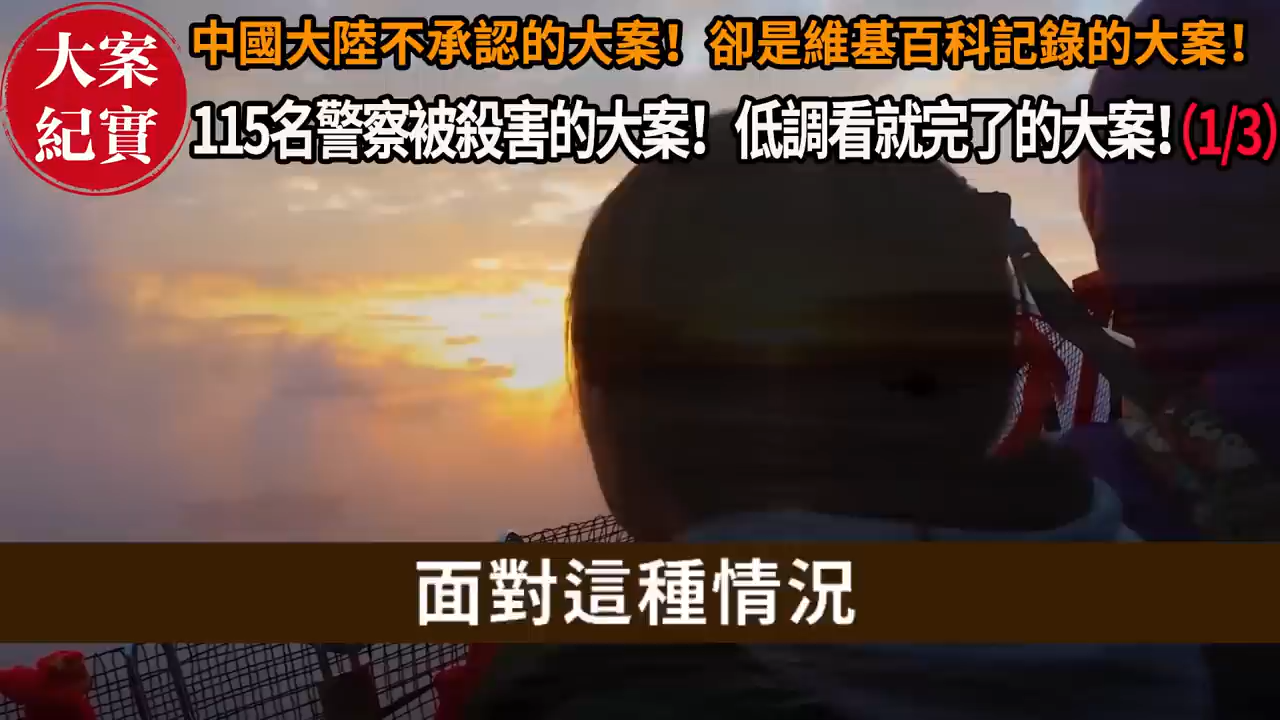 大案
紀實
中國大陸不承認的大案！卻是維基百科記錄的大案！
115名警察被殺害的大案！低調看就完了的大案！(1/3)
面對這種情況